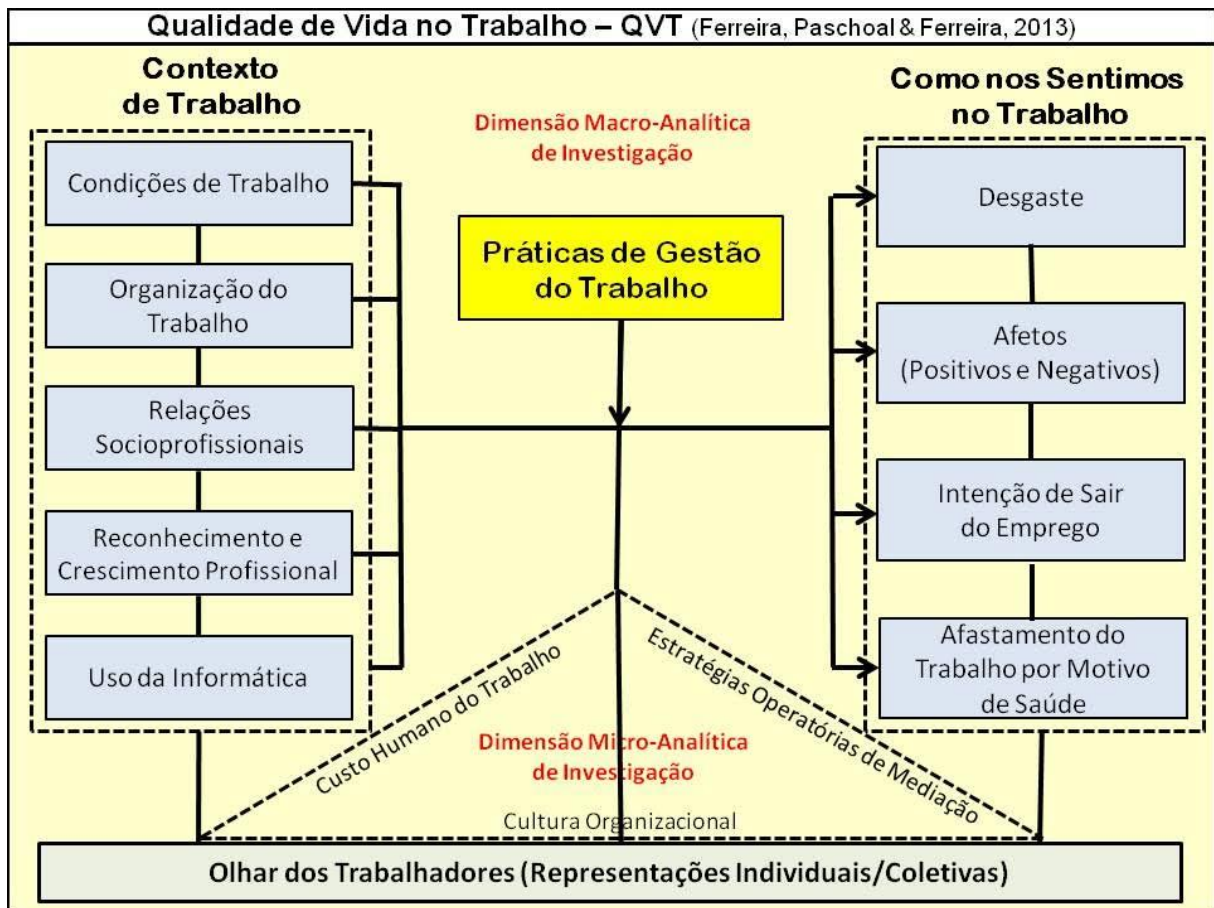 Qualidade de Vida no Trabalho – QVT (Ferreira, Paschoal & Ferreira, 2013)
Contexto
de Trabalho
Condições de Trabalho
Organização do
Trabalho
Relações
Socioprofissionais
Reconhecimento e
Crescimento Profissional
Uso da Informática
Dimensão Macro-Analítica
de Investigação
Práticas de Gestão
do Trabalho
Como nos Sentimos
no Trabalho
Desgaste
Afetos
(Positivos e Negativos)
Intenção de Sair
do Emprego
Afastamento do
Trabalho por Motivo
de Saúde
Custo Humano do Trabalho
Estratégias Operatórias de Mediação
Dimensão Micro-Analítica
de Investigação
Cultura Organizacional
Olhar dos Trabalhadores (Representações Individuais/Coletivas)